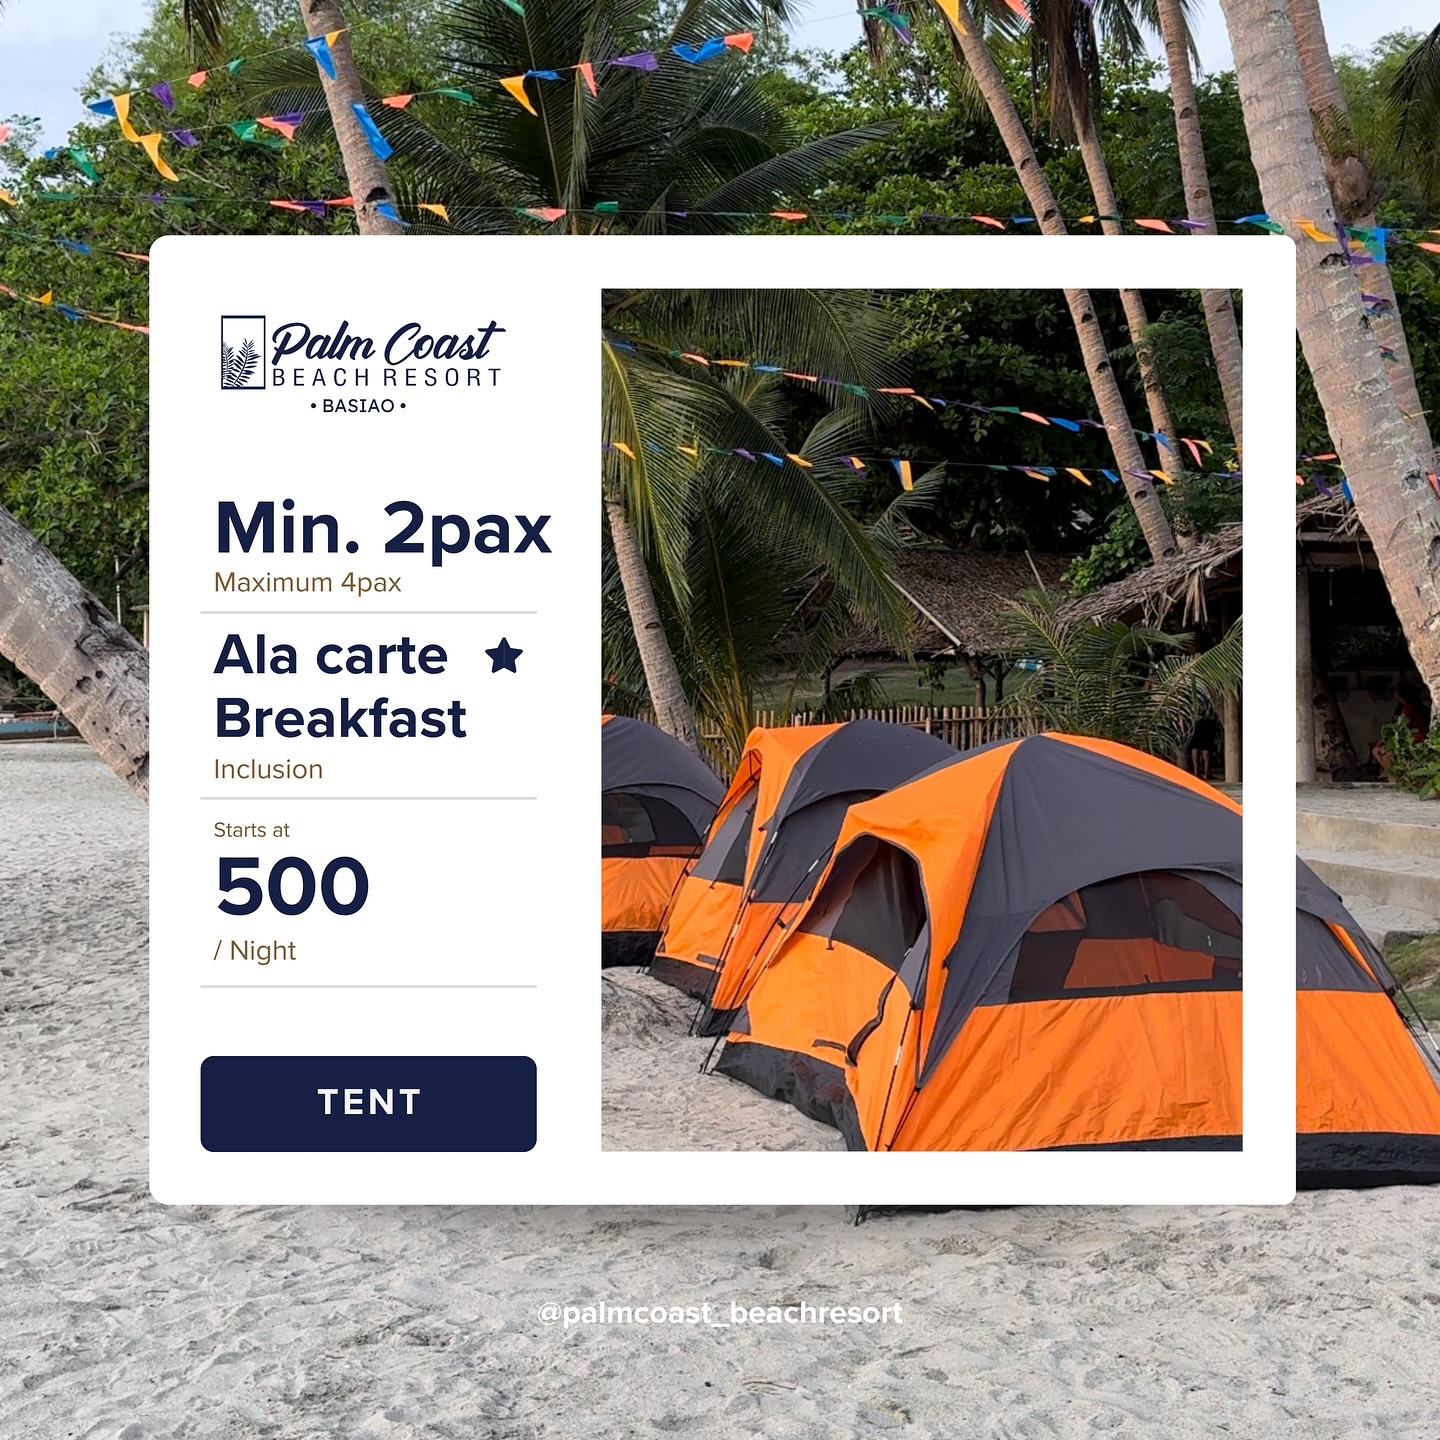 Palm Coast
BEACH RESORT
• BASIAO •
Min. 2pax
Maximum 4pax
Ala carte
Breakfast
Inclusion
Starts at
500
/ Night
TENT
@palmcoast_beachresort